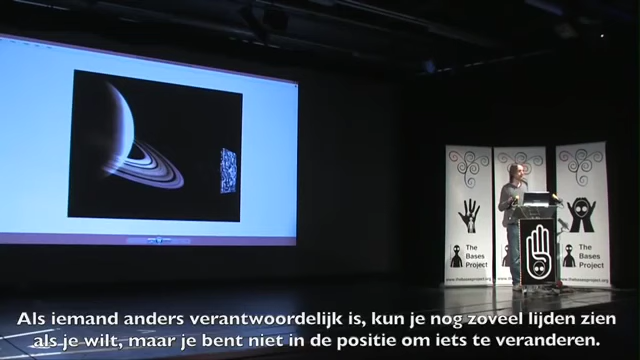 The
Bases
Project
The
Bases
Project
Als iemand anders verantwoordelijk is, kun je nog zoveel lijden zien
als je wilt, maar je bent niet in de positie om iets te veranderen.